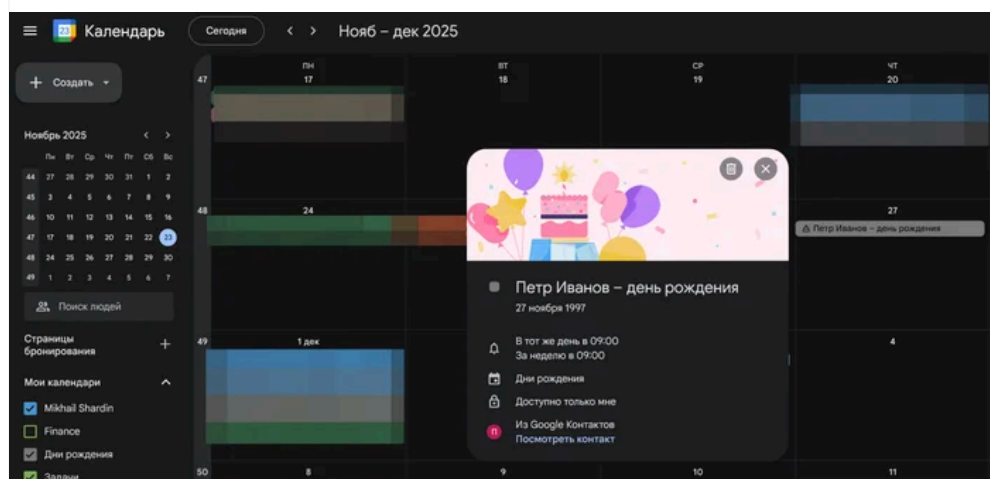 23 Календарь Сегодня < > Нояб – дек 2025
+ Создать
Ноябрь 2025 < >
Пн Вт Ср Чт Пт Сб Вс
44 27 28 29 30 31 1 2
45 3 4 5 6 7 8 9
46 10 11 12 13 14 15 16
47 17 18 19 20 21 22 23
48 24 25 26 27 28 29 30
49 1 2 3 4 5 6 7
Поиск людей
Страницы
бронирования +
Мои календари
Mikhail Shardin
Finance
Дни рождения
Задачи
ПН ВТ СР ЧТ
47 17 18 19 20
48 24 27
Петр Иванов – день рождения
49 1 дек 4
50 8 9 10 11
Петр Иванов – день рождения
27 ноября 1997
В тот же день в 09:00
За неделю в 09:00
Дни рождения
Доступно только мне
П Из Google Контактов
Посмотреть контакт